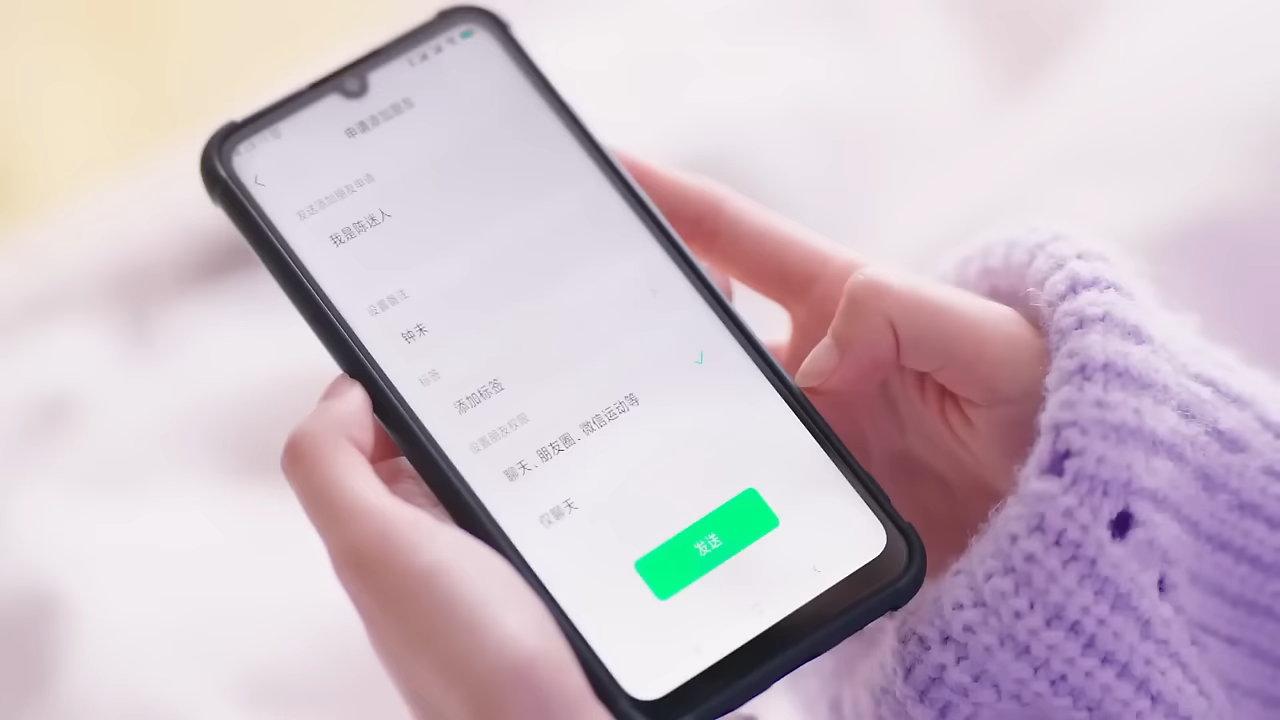 申请添加朋友
发送添加朋友申请
我是陈迷人
设置备注
钟末
标签
添加标签
设置朋友权限
聊天、朋友圈、微信运动等
仅聊天
发送